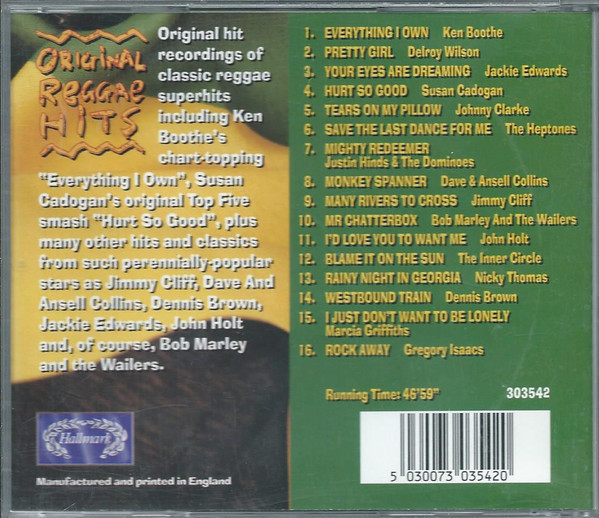 ORIGINAL
REGGAE
HITS
Original hit
recordings of
classic reggae
superhits
including Ken
Boothe's
chart-topping
"Everything I Own", Susan
Cadogan's original Top Five
smash "Hurt So Good", plus
many other hits and classics
from such perennially-popular
stars as Jimmy Cliff, Dave And
Ansell Collins, Dennis Brown,
Jackie Edwards, John Holt
and, of course, Bob Marley
and the Wailers.
Hallmark
Manufactured and printed in England
1. EVERYTHING I OWN Ken Boothe
2. PRETTY GIRL Delroy Wilson
3. YOUR EYES ARE DREAMING Jackie Edwards
4. HURT SO GOOD Susan Cadogan
5. TEARS ON MY PILLOW Johnny Clarke
6. SAVE THE LAST DANCE FOR ME The Heptones
7. MIGHTY REDEEMER
Justin Hinds & The Dominoes
8. MONKEY SPANNER Dave & Ansell Collins
9. MANY RIVERS TO CROSS Jimmy Cliff
10. MR CHATTERBOX Bob Marley And The Wailers
11. I'D LOVE YOU TO WANT ME John Holt
12. BLAME IT ON THE SUN The Inner Circle
13. RAINY NIGHT IN GEORGIA Nicky Thomas
14. WESTBOUND TRAIN Dennis Brown
15. I JUST DON'T WANT TO BE LONELY
Marcia Griffiths
16. ROCK AWAY Gregory Isaacs
Running Time: 46'59" 303542
5 030073 035420